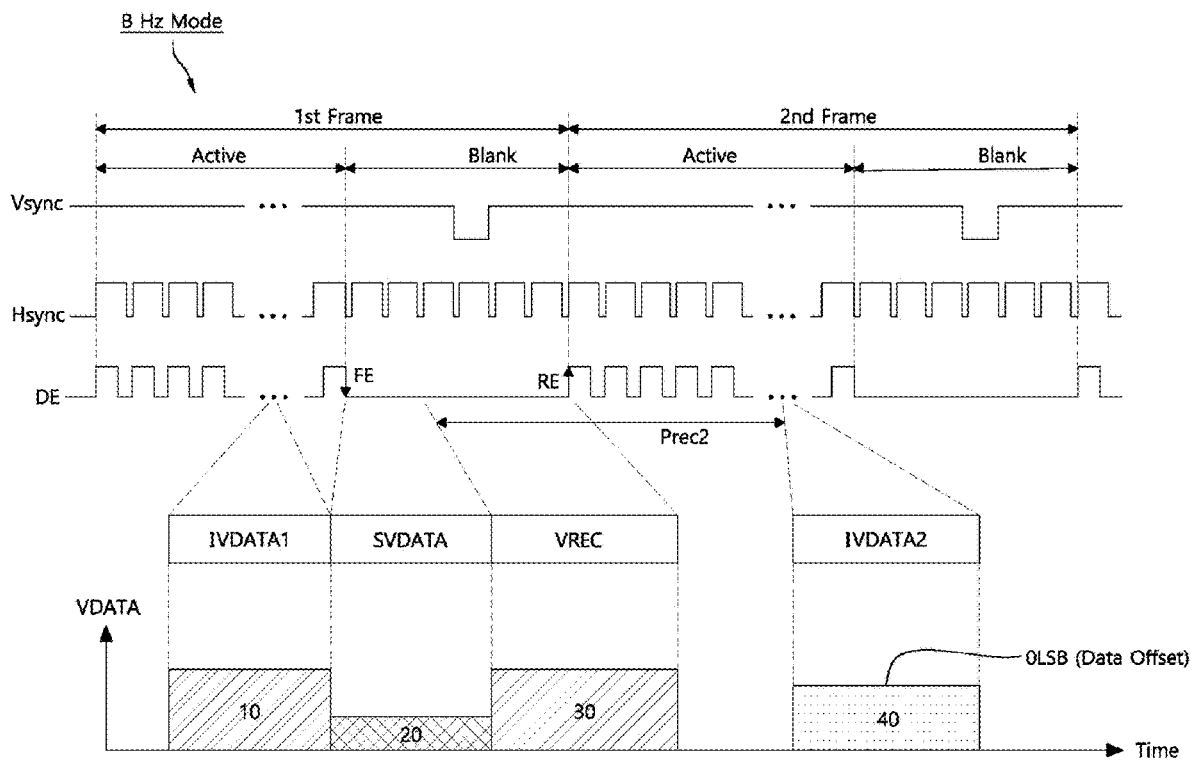 B Hz Mode
1st Frame 2nd Frame
Active Blank Active Blank
Vsync
Hsync
DE FE RE
Prec2
IVDATA1 SVDATA VREC IVDATA2
VDATA
0LSB (Data Offset)
10 20 30 40
Time